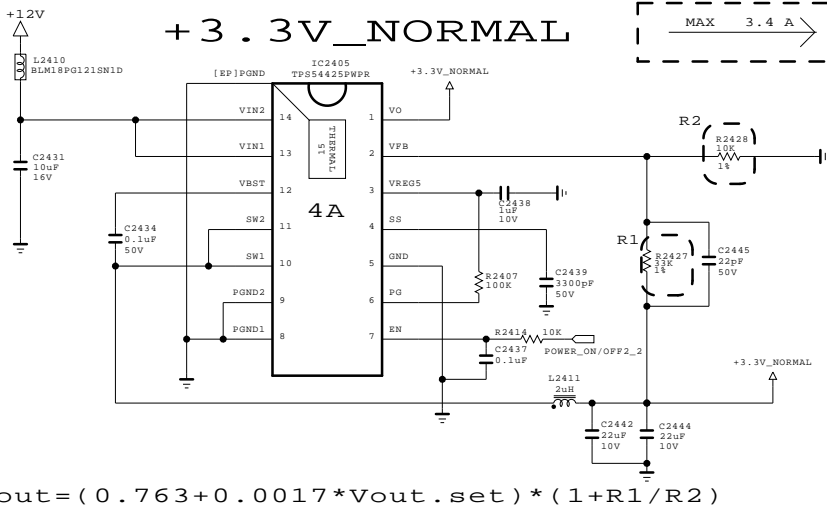 +12V
+3.3V_NORMAL
MAX 3.4 A
L2410
BLM18PG121SN1D
IC2405
TPS54425PWPR
[EP]PGND
+3.3V_NORMAL
VIN2
14
1
VO
THERMAL
15
R2
R2428
10K
1%
VIN1
13
2
VFB
C2431
10uF
16V
VBST
12
3
VREG5
4A
C2438
1uF
10V
SW2
11
4
SS
C2434
0.1uF
50V
R1
R2427
33K
1%
C2445
22pF
50V
SW1
10
5
GND
R2407
100K
C2439
3300pF
50V
PGND2
9
6
PG
PGND1
8
7
EN
R2414
10K
POWER_ON/OFF2_2
C2437
0.1uF
+3.3V_NORMAL
L2411
2uH
C2442
22uF
10V
C2444
22uF
10V
out=(0.763+0.0017*Vout.set)*(1+R1/R2)